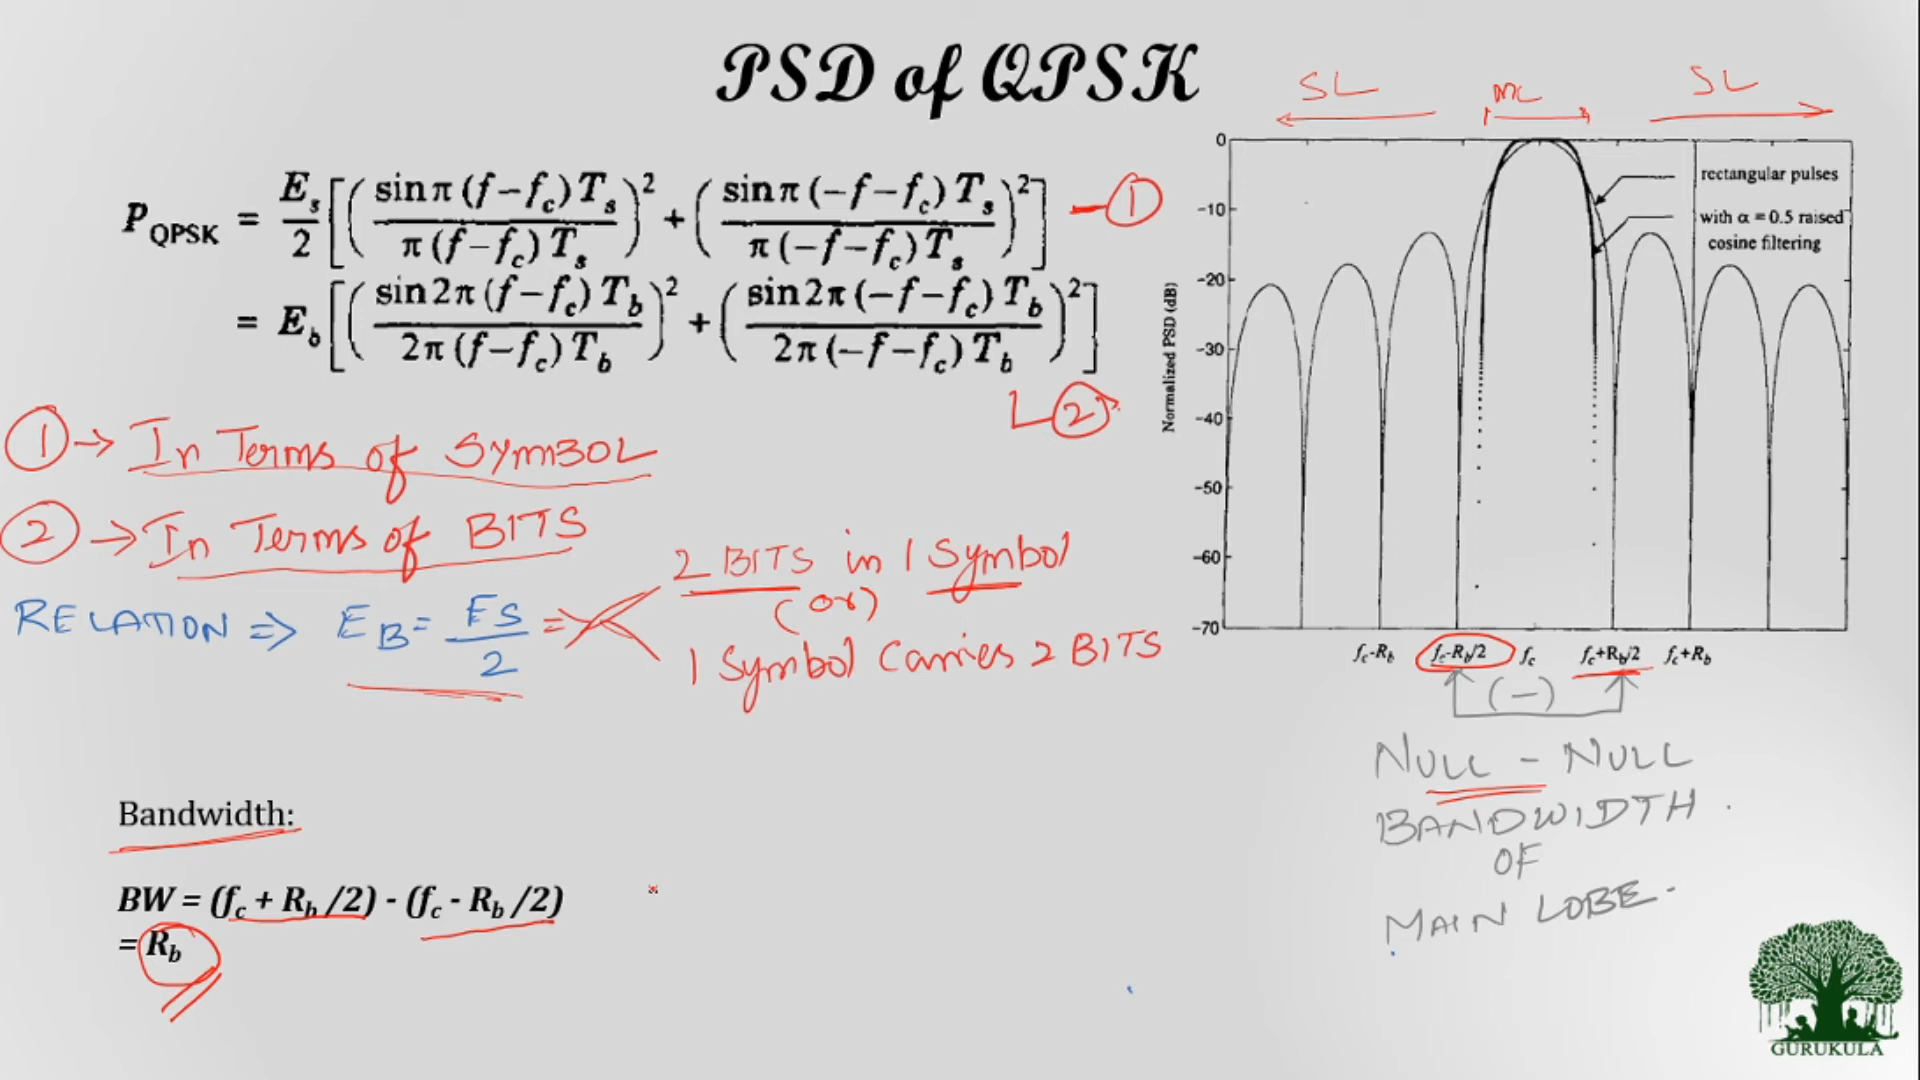 PSD of QPSK
P_QPSK = E_s/2 [ ( sin π (f−f_c) T_s / π (f−f_c) T_s )² + ( sin π (−f−f_c) T_s / π (−f−f_c) T_s )² ] — 1
= E_b [ ( sin 2π (f−f_c) T_b / 2π (f−f_c) T_b )² + ( sin 2π (−f−f_c) T_b / 2π (−f−f_c) T_b )² ]
2
1 → In Terms of SYMBOL
2 → In Terms of BITS
RELATION ⇒ E_B = ES/2 =
2 BITS in 1 Symbol
(or)
1 Symbol Carries 2 BITS
Bandwidth:
BW = (f_c + R_b /2) - (f_c - R_b /2)
= R_b
SL ML SL
0
−10
−20
−30
−40
−50
−60
−70
Normalized PSD (dB)
rectangular pulses
with α = 0.5 raised
cosine filtering
f_c-R_b f_c-R_b/2 f_c f_c+R_b/2 f_c+R_b
(−)
NULL - NULL
BANDWIDTH
OF
MAIN LOBE.
GURUKULA